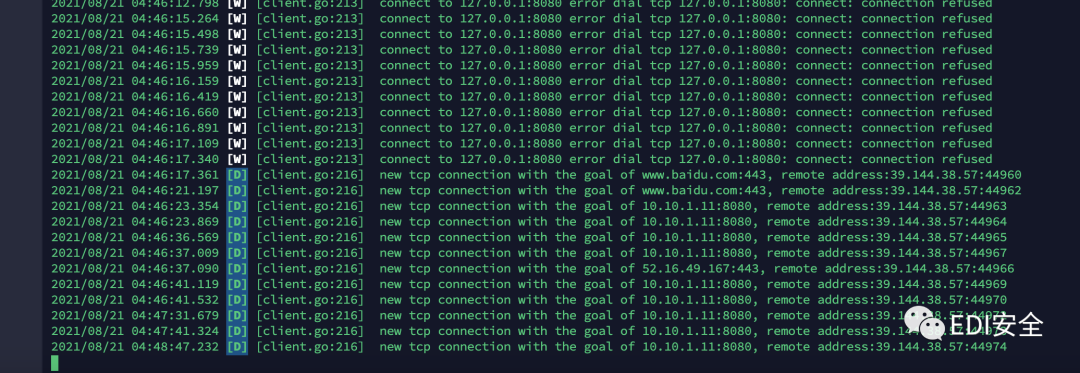 2021/08/21 04:46:12.798 [W] [client.go:213] connect to 127.0.0.1:8080 error dial tcp 127.0.0.1:8080: connect: connection refused
2021/08/21 04:46:15.264 [W] [client.go:213] connect to 127.0.0.1:8080 error dial tcp 127.0.0.1:8080: connect: connection refused
2021/08/21 04:46:15.498 [W] [client.go:213] connect to 127.0.0.1:8080 error dial tcp 127.0.0.1:8080: connect: connection refused
2021/08/21 04:46:15.739 [W] [client.go:213] connect to 127.0.0.1:8080 error dial tcp 127.0.0.1:8080: connect: connection refused
2021/08/21 04:46:15.959 [W] [client.go:213] connect to 127.0.0.1:8080 error dial tcp 127.0.0.1:8080: connect: connection refused
2021/08/21 04:46:16.159 [W] [client.go:213] connect to 127.0.0.1:8080 error dial tcp 127.0.0.1:8080: connect: connection refused
2021/08/21 04:46:16.419 [W] [client.go:213] connect to 127.0.0.1:8080 error dial tcp 127.0.0.1:8080: connect: connection refused
2021/08/21 04:46:16.660 [W] [client.go:213] connect to 127.0.0.1:8080 error dial tcp 127.0.0.1:8080: connect: connection refused
2021/08/21 04:46:16.891 [W] [client.go:213] connect to 127.0.0.1:8080 error dial tcp 127.0.0.1:8080: connect: connection refused
2021/08/21 04:46:17.109 [W] [client.go:213] connect to 127.0.0.1:8080 error dial tcp 127.0.0.1:8080: connect: connection refused
2021/08/21 04:46:17.340 [W] [client.go:213] connect to 127.0.0.1:8080 error dial tcp 127.0.0.1:8080: connect: connection refused
2021/08/21 04:46:17.361 [D] [client.go:216] new tcp connection with the goal of www.baidu.com:443, remote address:39.144.38.57:44960
2021/08/21 04:46:21.197 [D] [client.go:216] new tcp connection with the goal of www.baidu.com:443, remote address:39.144.38.57:44962
2021/08/21 04:46:23.354 [D] [client.go:216] new tcp connection with the goal of 10.10.1.11:8080, remote address:39.144.38.57:44963
2021/08/21 04:46:23.869 [D] [client.go:216] new tcp connection with the goal of 10.10.1.11:8080, remote address:39.144.38.57:44964
2021/08/21 04:46:36.569 [D] [client.go:216] new tcp connection with the goal of 10.10.1.11:8080, remote address:39.144.38.57:44965
2021/08/21 04:46:37.009 [D] [client.go:216] new tcp connection with the goal of 10.10.1.11:8080, remote address:39.144.38.57:44967
2021/08/21 04:46:37.090 [D] [client.go:216] new tcp connection with the goal of 52.16.49.167:443, remote address:39.144.38.57:44966
2021/08/21 04:46:41.119 [D] [client.go:216] new tcp connection with the goal of 10.10.1.11:8080, remote address:39.144.38.57:44969
2021/08/21 04:46:41.532 [D] [client.go:216] new tcp connection with the goal of 10.10.1.11:8080, remote address:39.144.38.57:44970
2021/08/21 04:47:31.679 [D] [client.go:216] new tcp connection with the goal of 10.10.1.11:8080, remote
2021/08/21 04:47:41.324 [D] [client.go:216] new tcp connection with the goal of 10.10.1.11:8080, remote
2021/08/21 04:48:47.232 [D] [client.go:216] new tcp connection with the goal of 10.10.1.11:8080, remote address:39.144.38.57:44974
EDI安全